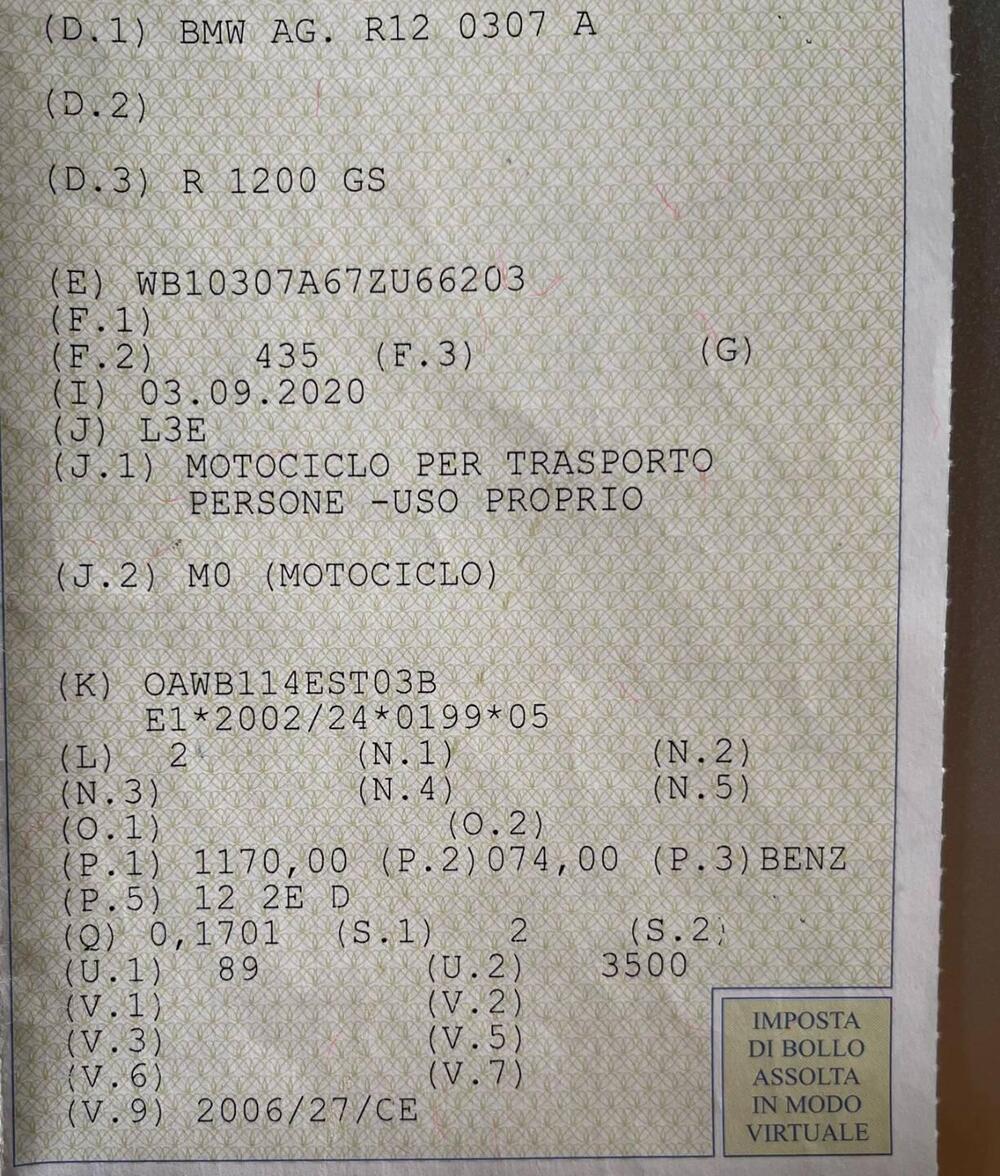 (D.1) BMW AG. R12 0307 A
(D.2)
(D.3) R 1200 GS
(E) WB10307A67ZU66203
(F.1)
(F.2) 435 (F.3) (G)
(I) 03.09.2020
(J) L3E
(J.1) MOTOCICLO PER TRASPORTO
PERSONE -USO PROPRIO
(J.2) M0 (MOTOCICLO)
(K) OAWB114EST03B
E1*2002/24*0199*05
(L) 2 (N.1) (N.2)
(N.3) (N.4) (N.5)
(O.1) (O.2)
(P.1) 1170,00 (P.2)074,00 (P.3)BENZ
(P.5) 12 2E D
(Q) 0,1701 (S.1) 2 (S.2)
(U.1) 89 (U.2) 3500
(V.1) (V.2)
(V.3) (V.5)
(V.6) (V.7)
(V.9) 2006/27/CE
IMPOSTA
DI BOLLO
ASSOLTA
IN MODO
VIRTUALE